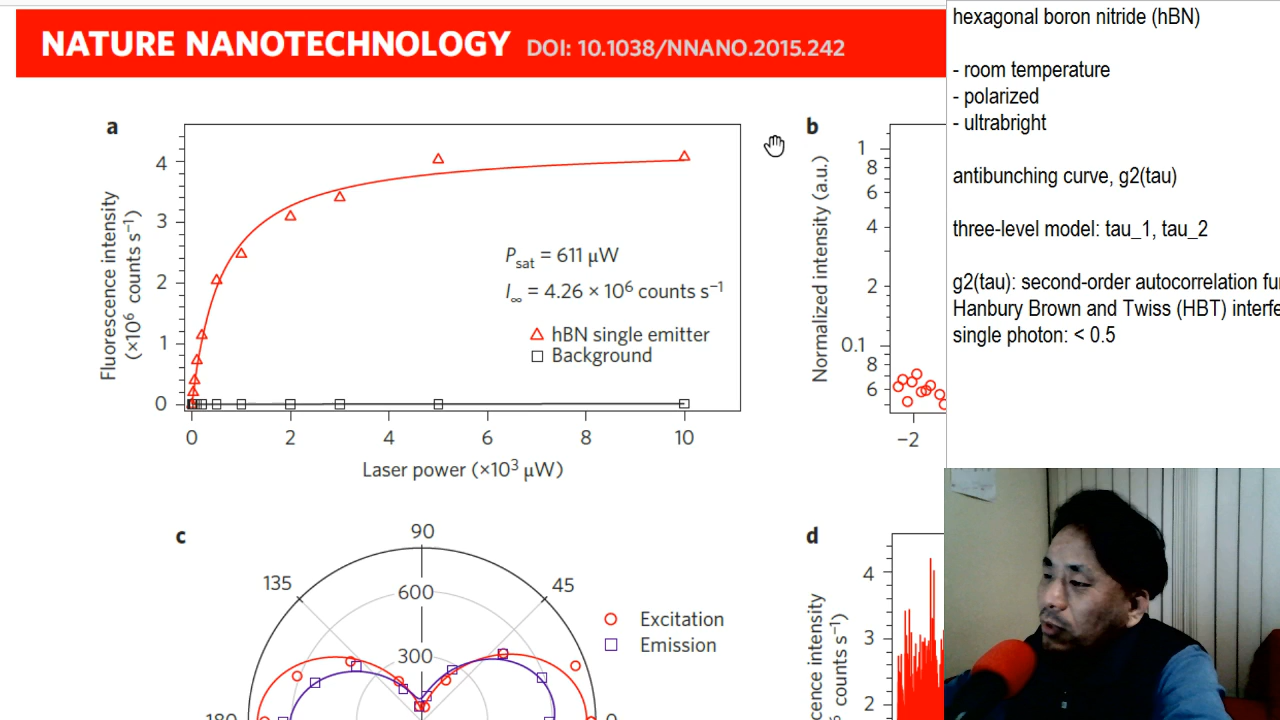 NATURE NANOTECHNOLOGY DOI: 10.1038/NNANO.2015.242
a
4
3
2
1
0
0
2
4
6
8
10
Fluorescence intensity
(×10⁶ counts s⁻¹)
Laser power (×10³ µW)
Psat = 611 µW
I∞ = 4.26 × 10⁶ counts s⁻¹
hBN single emitter
Background
b
Normalized intensity (a.u.)
1
8
6
4
2
0.1
8
6
−2
c
90
135
45
600
300
180
0
Excitation
Emission
d
4
3
2
hexagonal boron nitride (hBN)
- room temperature
- polarized
- ultrabright
antibunching curve, g2(tau)
three-level model: tau_1, tau_2
g2(tau): second-order autocorrelation fu
Hanbury Brown and Twiss (HBT) interfe
single photon: < 0.5